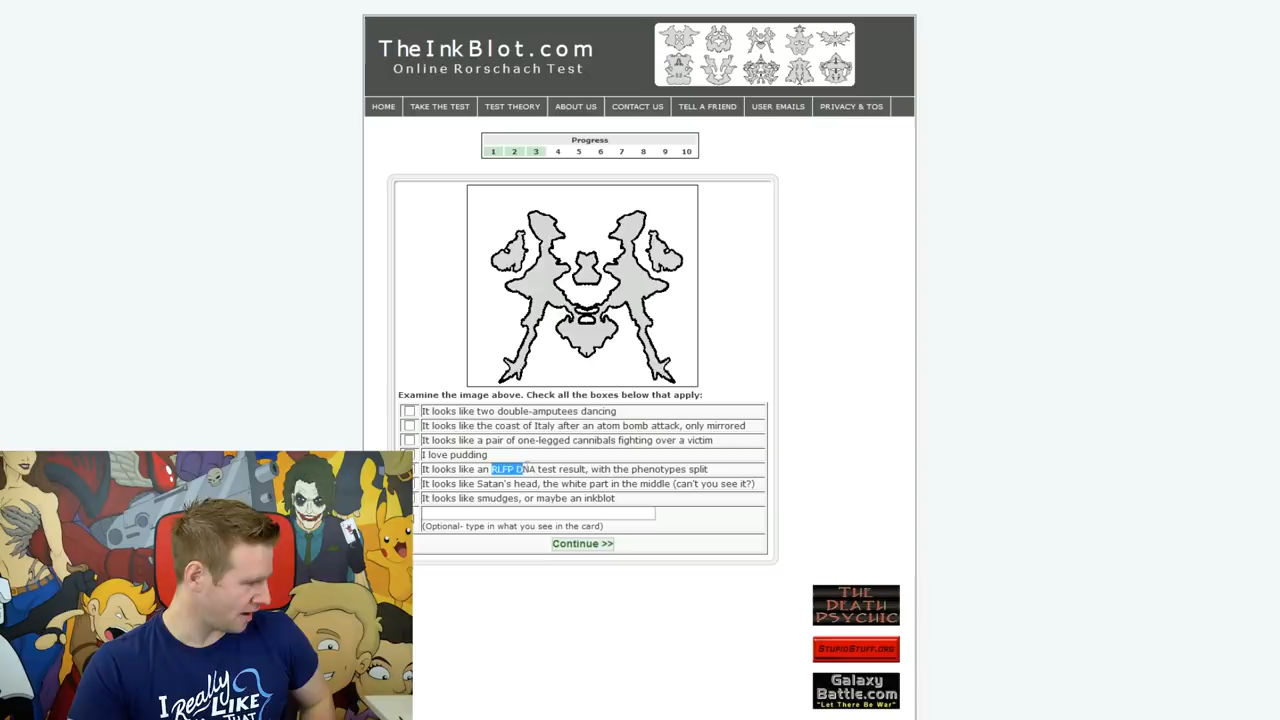 TheInkBlot.com
Online Rorschach Test
HOME TAKE THE TEST TEST THEORY ABOUT US CONTACT US TELL A FRIEND USER EMAILS PRIVACY & TOS
Progress
1 2 3 4 5 6 7 8 9 10
Examine the image above. Check all the boxes below that apply:
It looks like two double-amputees dancing
It looks like the coast of Italy after an atom bomb attack, only mirrored
It looks like a pair of one-legged cannibals fighting over a victim
I love pudding
It looks like an RLFP DNA test result, with the phenotypes split
It looks like Satan's head, the white part in the middle (can't you see it?)
It looks like smudges, or maybe an inkblot
(Optional- type in what you see in the card)
Continue >>
THE
DEATH
PSYCHIC
STUPIDSTUFF.ORG
Galaxy
Battle.com
"Let There Be War"
I Really
LIKE
THAT